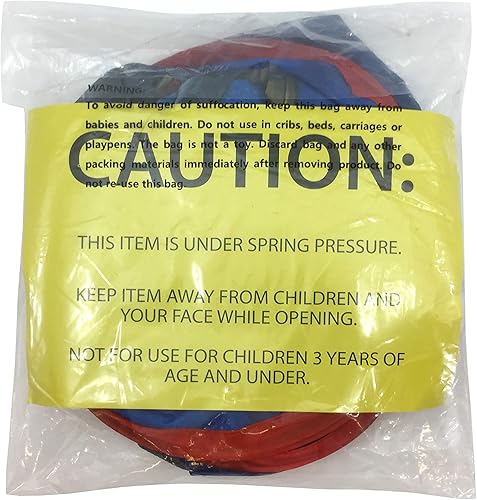 WARNING:
To avoid danger of suffocation, keep this bag away from
babies and children. Do not use in cribs, beds, carriages or
playpens. The bag is not a toy. Discard bag and any other
packing materials immediately after removing product. Do
not re-use this bag.
CAUTION:
THIS ITEM IS UNDER SPRING PRESSURE.
KEEP ITEM AWAY FROM CHILDREN AND
YOUR FACE WHILE OPENING.
NOT FOR USE FOR CHILDREN 3 YEARS OF
AGE AND UNDER.